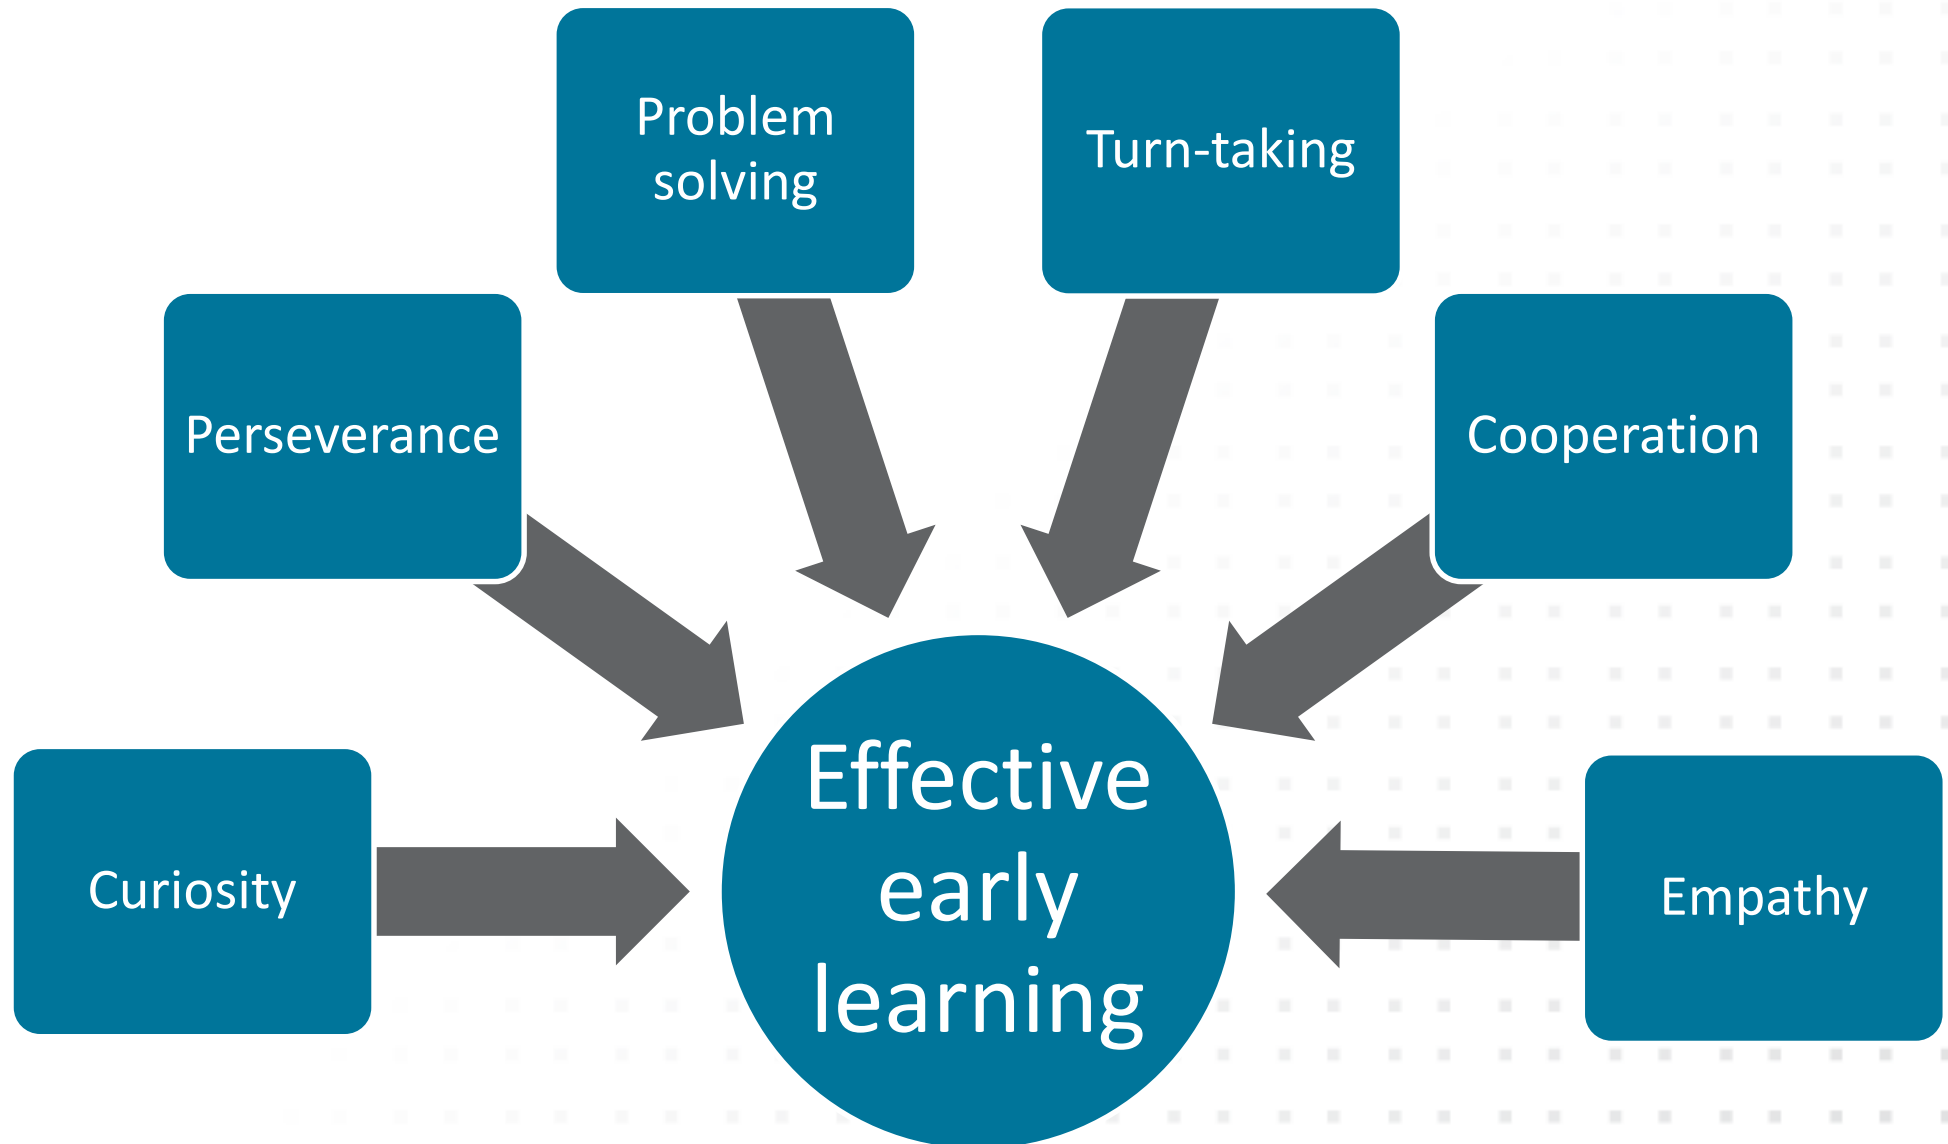 Problem
solving
Turn-taking
Perseverance
Cooperation
Curiosity
Effective
early
learning
Empathy